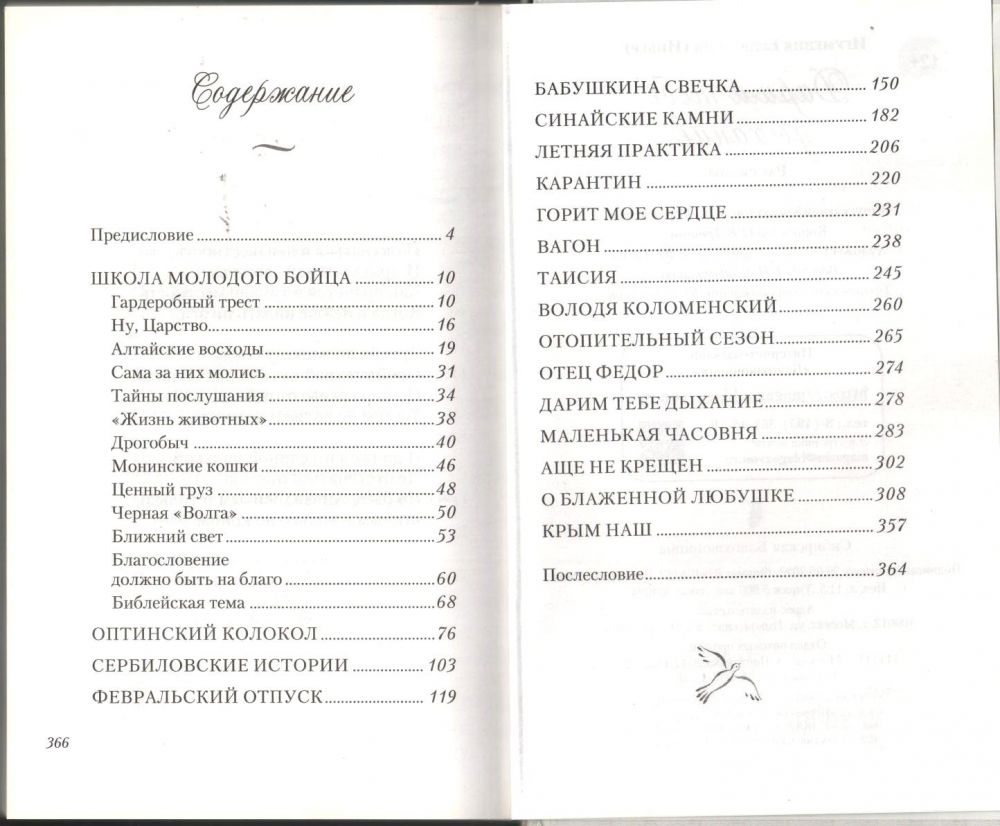 Содержание
Предисловие 4
ШКОЛА МОЛОДОГО БОЙЦА 10
Гардеробный трест 10
Ну, Царство 16
Алтайские восходы 19
Сама за них молись 31
Тайны послушания 34
«Жизнь животных» 38
Дрогобыч 40
Монинские кошки 46
Ценный груз 48
Черная «Волга» 50
Ближний свет 53
Благословение
должно быть на благо 60
Библейская тема 68
ОПТИНСКИЙ КОЛОКОЛ 76
СЕРБИЛОВСКИЕ ИСТОРИИ 103
ФЕВРАЛЬСКИЙ ОТПУСК 119
366
БАБУШКИНА СВЕЧКА 150
СИНАЙСКИЕ КАМНИ 182
ЛЕТНЯЯ ПРАКТИКА 206
КАРАНТИН 220
ГОРИТ МОЕ СЕРДЦЕ 231
ВАГОН 238
ТАИСИЯ 245
ВОЛОДЯ КОЛОМЕНСКИЙ 260
ОТОПИТЕЛЬНЫЙ СЕЗОН 265
ОТЕЦ ФЕДОР 274
ДАРИМ ТЕБЕ ДЫХАНИЕ 278
МАЛЕНЬКАЯ ЧАСОВНЯ 283
АЩЕ НЕ КРЕЩЕН 302
О БЛАЖЕННОЙ ЛЮБУШКЕ 308
КРЫМ НАШ 357
Послесловие 364